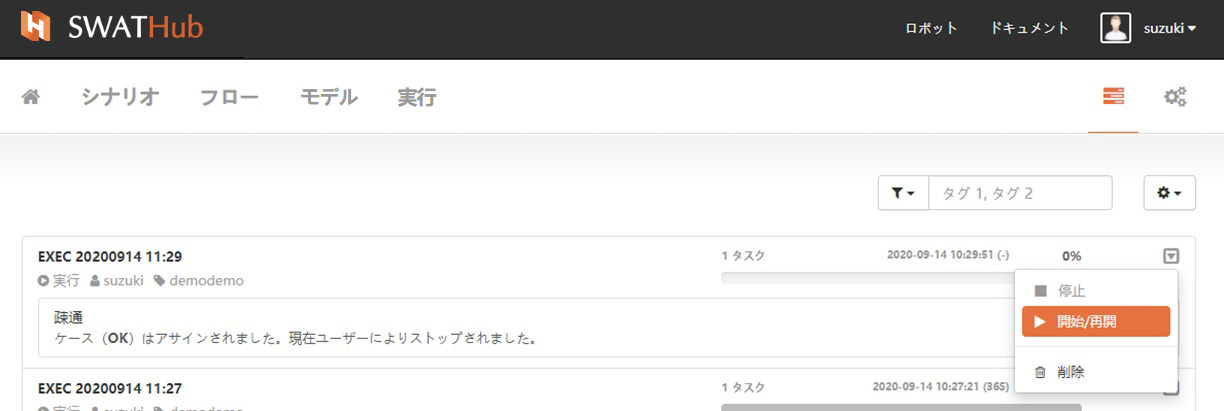 SWATHub
ロボット ドキュメント suzuki
シナリオ フロー モデル 実行
タグ 1, タグ 2
EXEC 20200914 11:29 1 タスク 2020-09-14 10:29:51 (-) 0%
実行 suzuki demodemo
停止
疎通
開始/再開
ケース（OK）はアサインされました。現在ユーザーによりストップされました。
削除
EXEC 20200914 11:27 1 タスク 2020-09-14 10:27:21 (365)
実行 suzuki demodemo